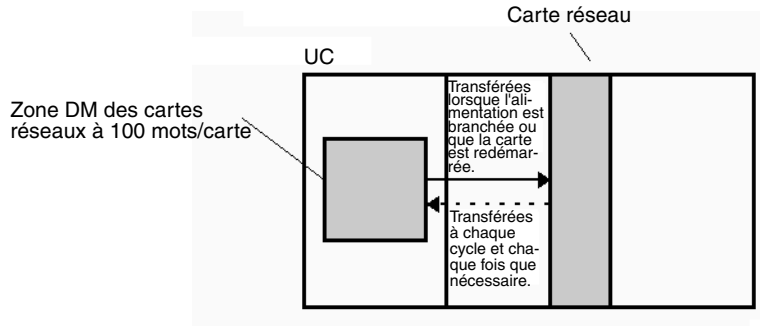 Carte réseau
UC
Zone DM des cartes
réseaux à 100 mots/carte
Transférées
lorsque l'ali-
mentation est
branchée ou
que la carte
est redémar-
rée.
Transférées
à chaque
cycle et cha-
que fois que
nécessaire.